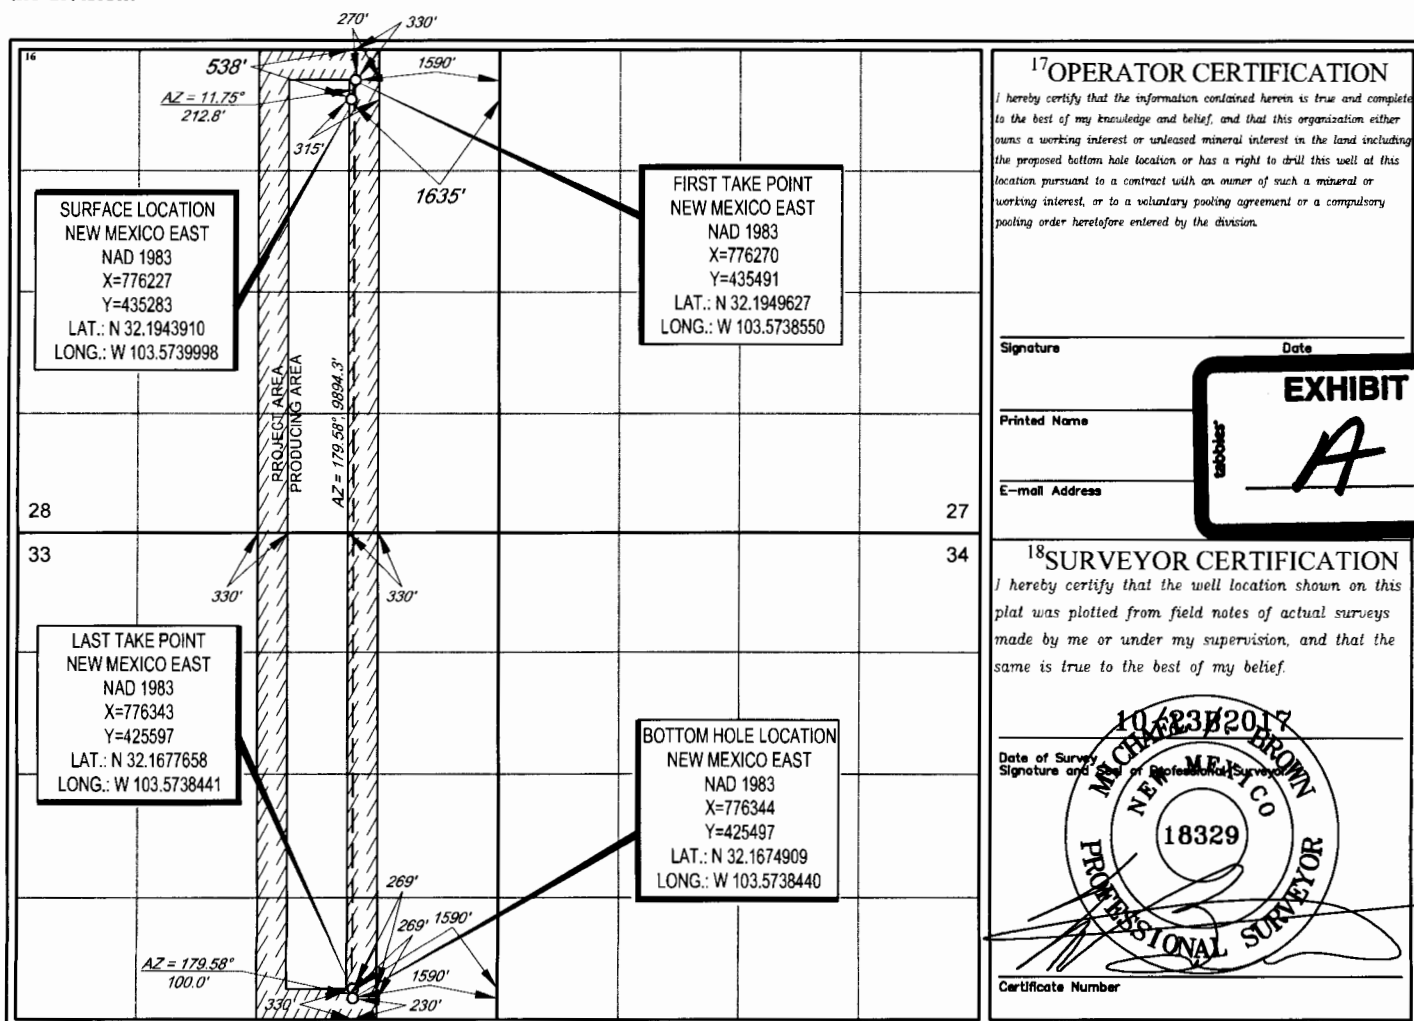 270'
330'
16
538'
1590'
AZ = 11.75°
212.8'
315'
1635'
SURFACE LOCATION
NEW MEXICO EAST
NAD 1983
X=776227
Y=435283
LAT.: N 32.1943910
LONG.: W 103.5739998
FIRST TAKE POINT
NEW MEXICO EAST
NAD 1983
X=776270
Y=435491
LAT.: N 32.1949627
LONG.: W 103.5738550
PROJECT AREA
PRODUCING AREA
AZ = 179.58° 9894.3'
28
27
33
34
330'
330'
LAST TAKE POINT
NEW MEXICO EAST
NAD 1983
X=776343
Y=425597
LAT.: N 32.1677658
LONG.: W 103.5738441
BOTTOM HOLE LOCATION
NEW MEXICO EAST
NAD 1983
X=776344
Y=425497
LAT.: N 32.1674909
LONG.: W 103.5738440
269'
269'
1590'
AZ = 179.58°
100.0'
1590'
330'
230'
17 OPERATOR CERTIFICATION
I hereby certify that the information contained herein is true and complete
to the best of my knowledge and belief, and that this organization either
owns a working interest or unleased mineral interest in the land including
the proposed bottom hole location or has a right to drill this well at this
location pursuant to a contract with an owner of such a mineral or
working interest, or to a voluntary pooling agreement or a compulsory
pooling order heretofore entered by the division.
Signature Date
Printed Name
E-mail Address
EXHIBIT
tabbies'
A
18 SURVEYOR CERTIFICATION
I hereby certify that the well location shown on this
plat was plotted from field notes of actual surveys
made by me or under my supervision, and that the
same is true to the best of my belief.
10/23/2017
Date of Survey
Signature and Seal of Professional Surveyor
MICHAEL BROWN
NEW MEXICO
18329
PROFESSIONAL SURVEYOR
Certificate Number